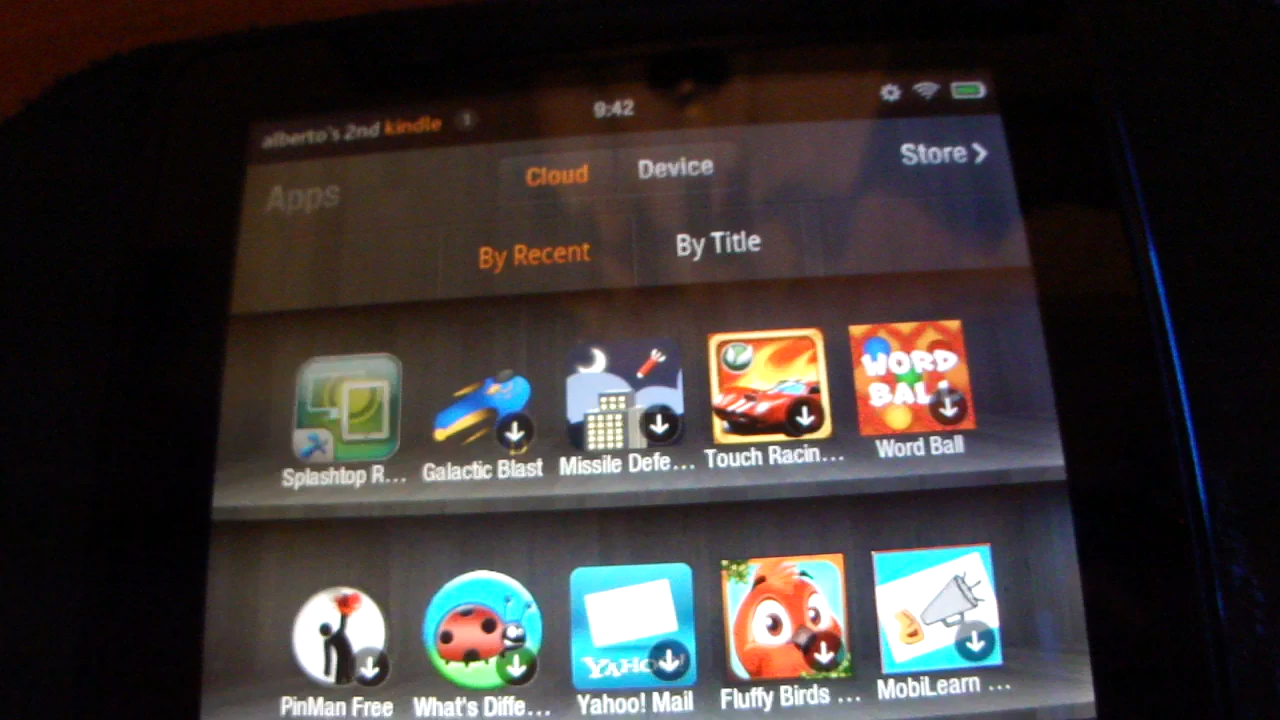 alberto's 2nd kindle 1 9:42
Apps Cloud Device Store
By Recent By Title
WORD BALL
Splashtop R... Galactic Blast Missile Defe... Touch Racin... Word Ball
YAHOO!
PinMan Free What's Diffe... Yahoo! Mail Fluffy Birds ... MobiLearn ...